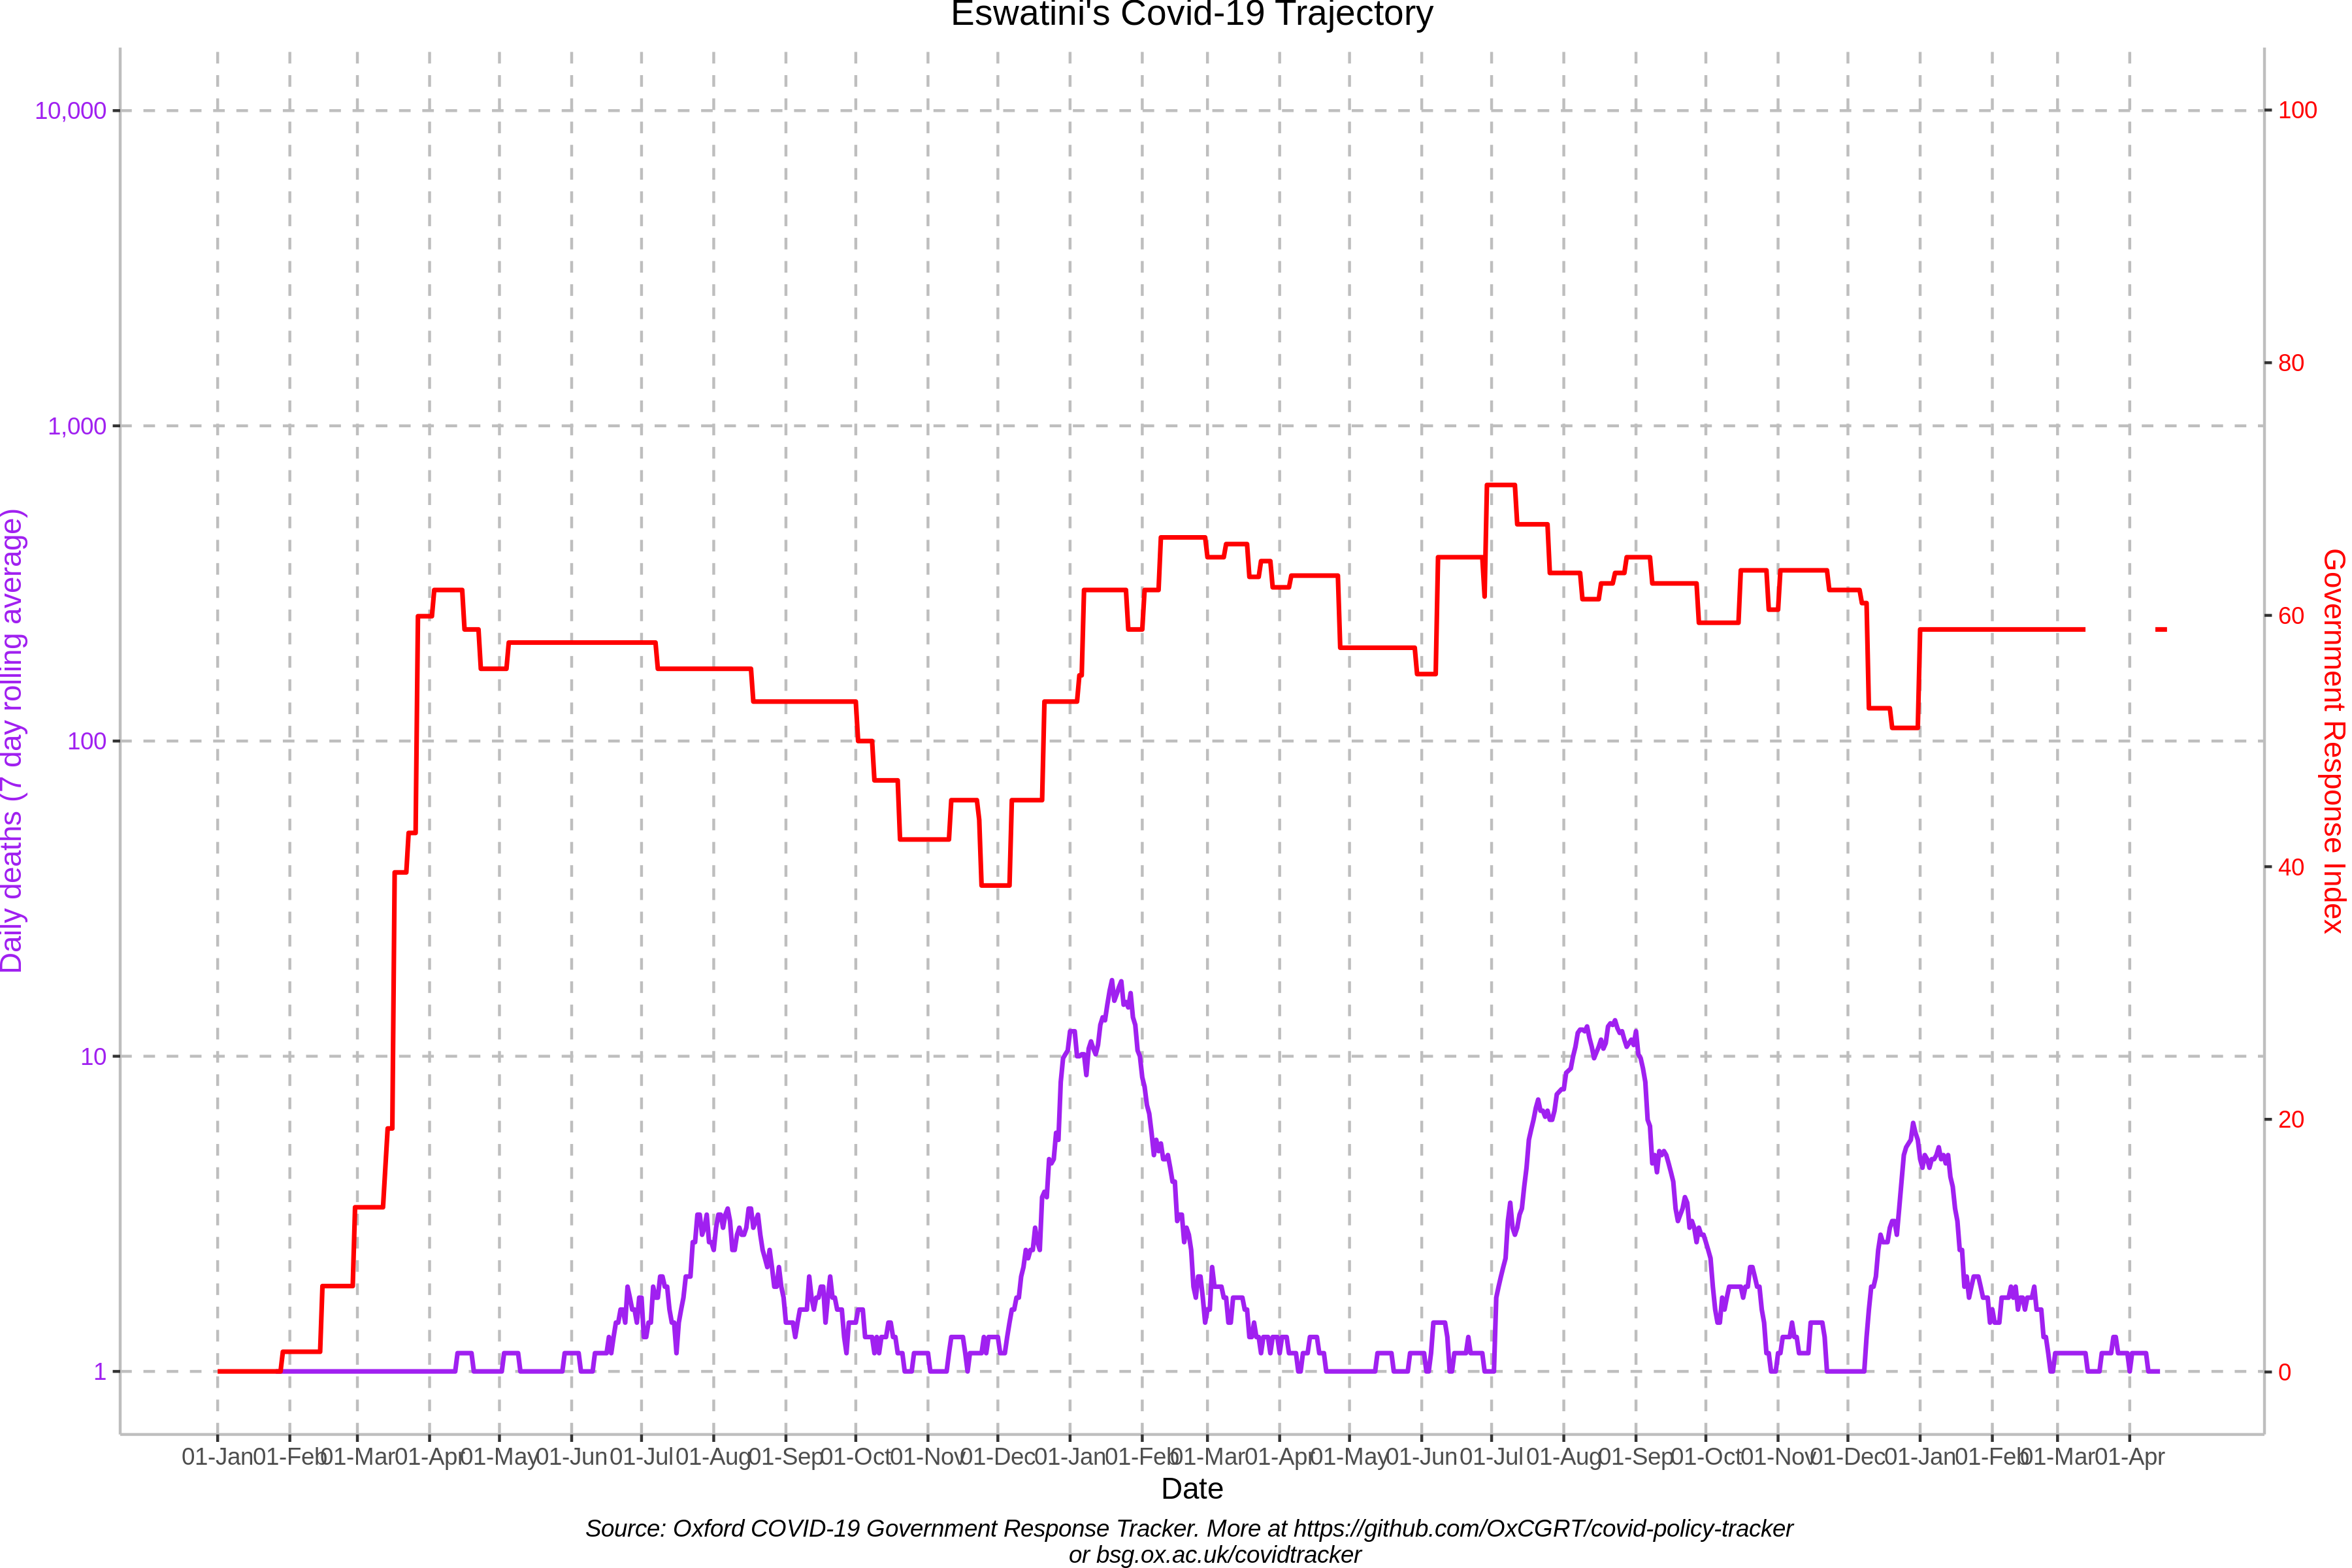 Eswatini's Covid-19 Trajectory
10,000
1,000
100
10
1
Daily deaths (7 day rolling average)
100
80
60
40
20
0
Government Response Index
01-Jan 01-Feb 01-Mar 01-Apr 01-May 01-Jun 01-Jul 01-Aug 01-Sep 01-Oct 01-Nov 01-Dec 01-Jan 01-Feb 01-Mar 01-Apr 01-May 01-Jun 01-Jul 01-Aug 01-Sep 01-Oct 01-Nov 01-Dec 01-Jan 01-Feb 01-Mar 01-Apr
Date
Source: Oxford COVID-19 Government Response Tracker. More at https://github.com/OxCGRT/covid-policy-tracker
or bsg.ox.ac.uk/covidtracker